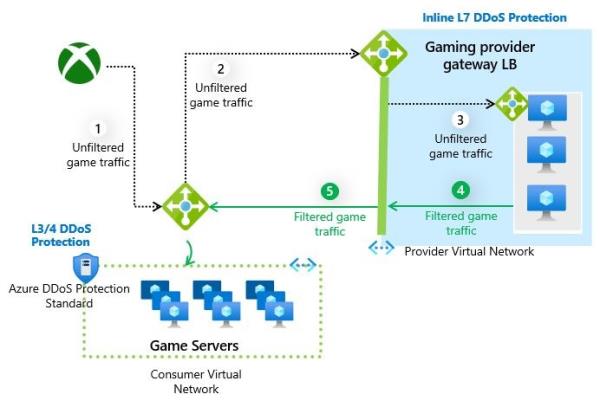 Inline L7 DDoS Protection
Gaming provider
gateway LB
2
Unfiltered
game traffic
1
Unfiltered
game traffic
3
Unfiltered
game traffic
5
Filtered game
traffic
4
Filtered game
traffic
L3/4 DDoS
Protection
Provider Virtual Network
Azure DDoS Protection
Standard
Game Servers
Consumer Virtual
Network